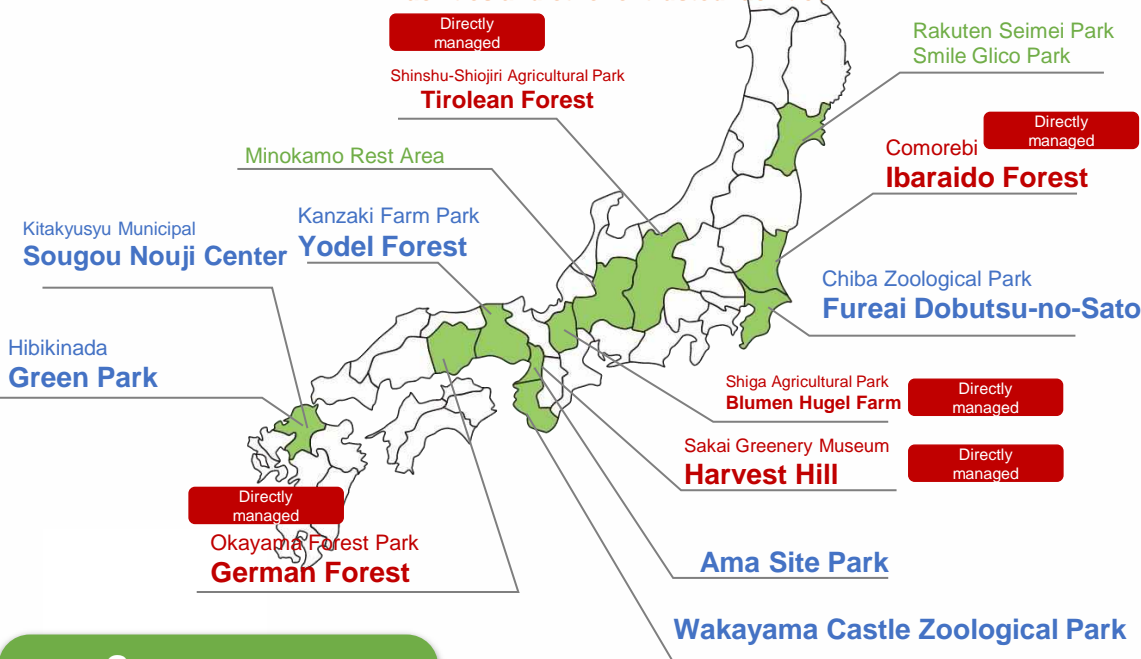 Directly
managed
Shinshu-Shiojiri Agricultural Park
Tirolean Forest
Rakuten Seimei Park
Smile Glico Park
Directly
managed
Comorebi
Ibaraido Forest
Minokamo Rest Area
Kanzaki Farm Park
Yodel Forest
Kitakyusyu Municipal
Sougou Nouji Center
Chiba Zoological Park
Fureai Dobutsu-no-Sato
Hibikinada
Green Park
Shiga Agricultural Park
Blumen Hugel Farm
Directly
managed
Sakai Greenery Museum
Harvest Hill
Directly
managed
Directly
managed
Okayama Forest Park
German Forest
Ama Site Park
Wakayama Castle Zoological Park